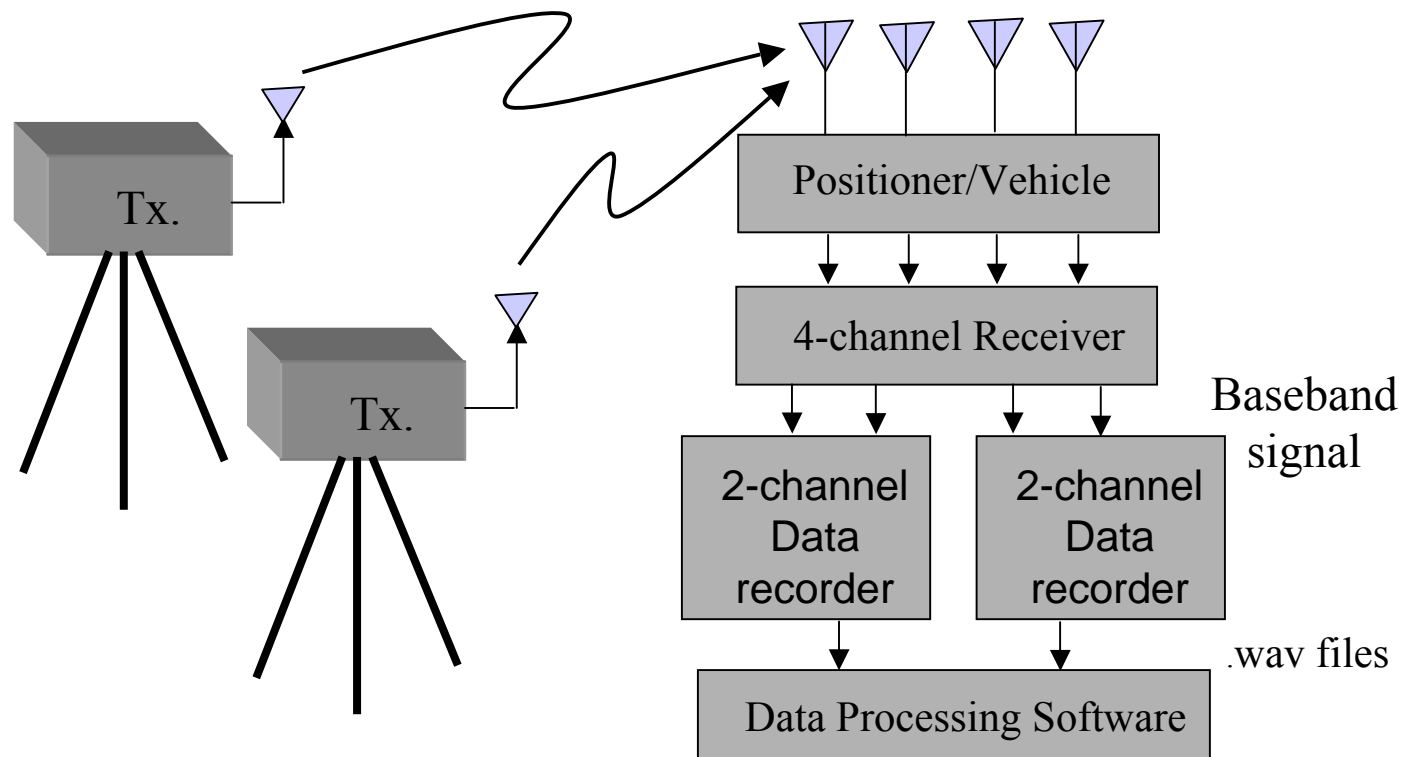 Tx.
Tx.
Positioner/Vehicle
4-channel Receiver
Baseband
signal
2-channel
Data
recorder
2-channel
Data
recorder
.wav files
Data Processing Software